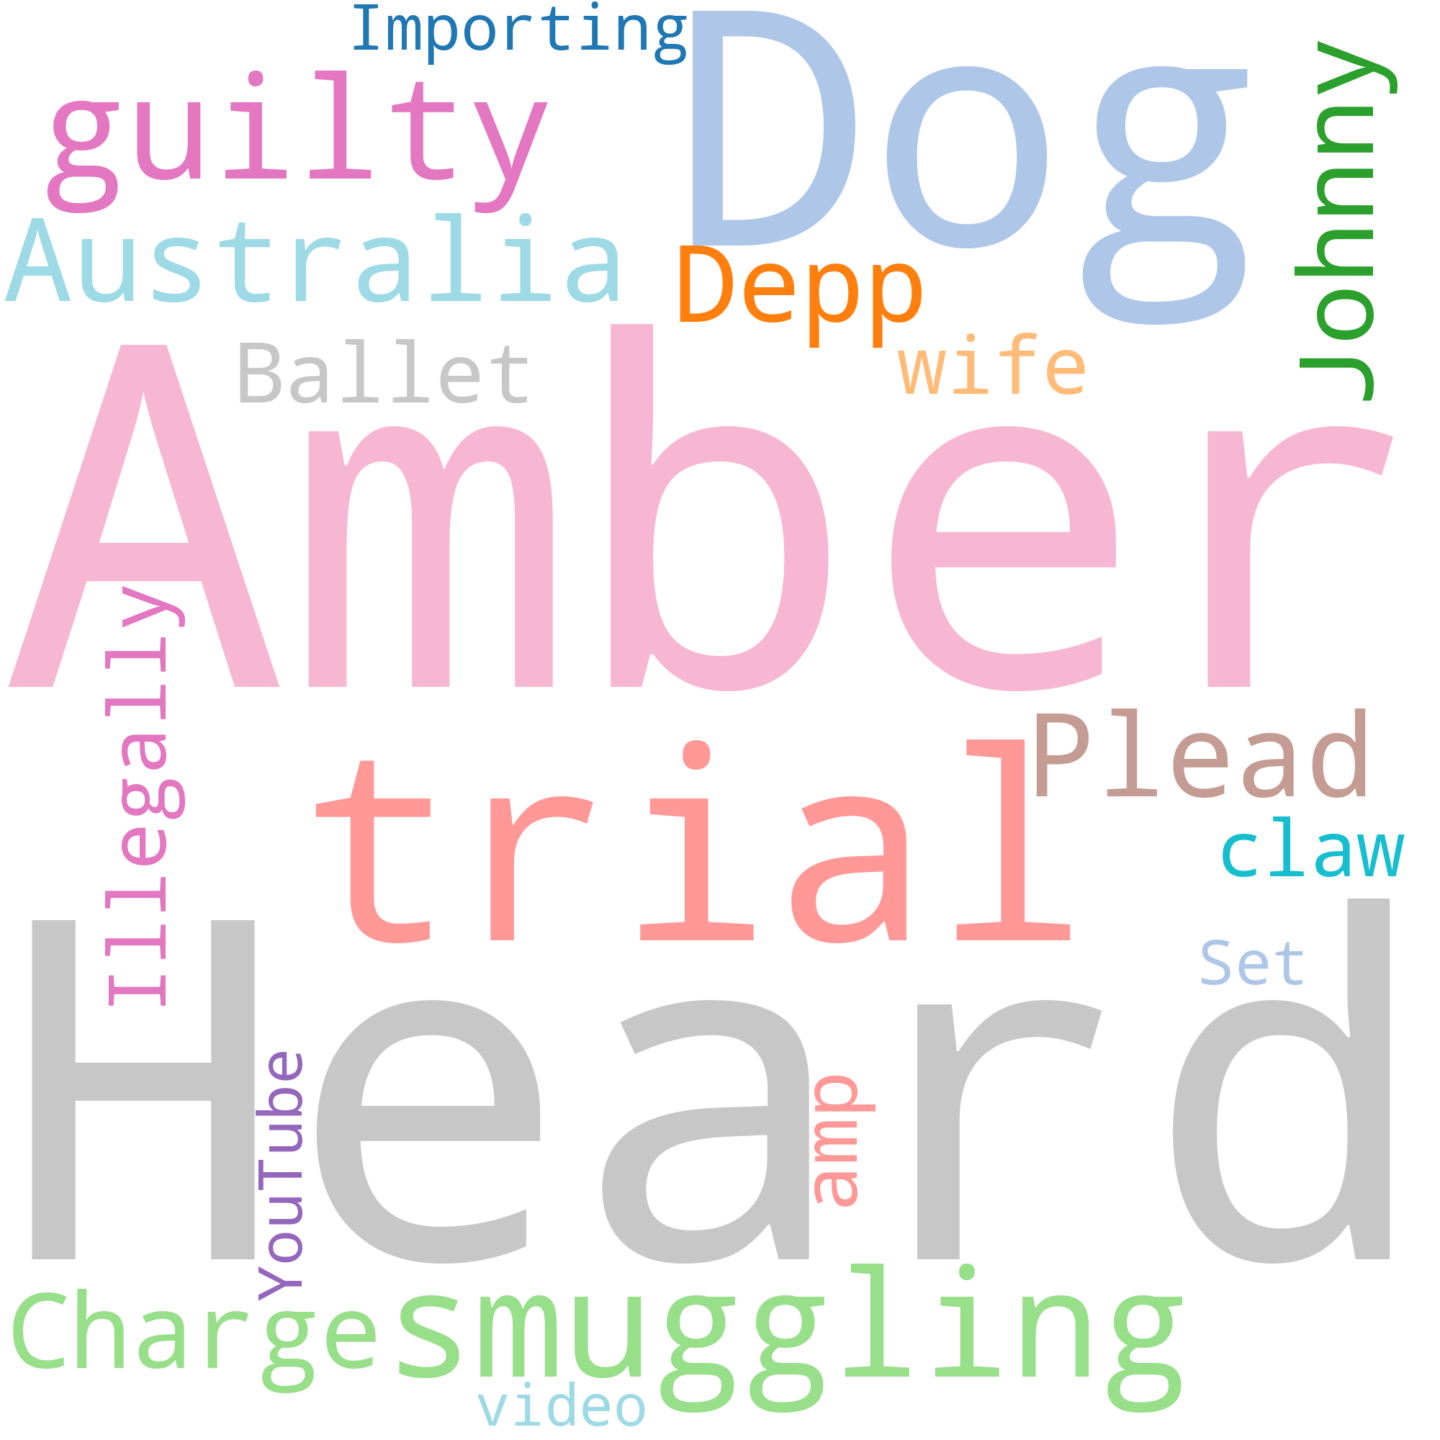 Importing
Dog
guilty
Johnny
Australia
Depp
Ballet
wife
Amber
Illegally
trial
Plead
claw
Heard
Set
YouTube
amp
Charge
smuggling
video